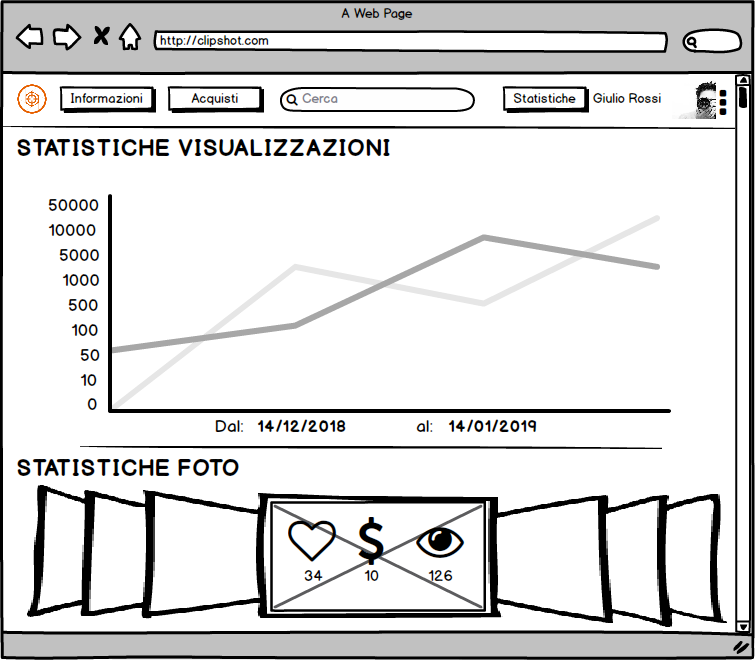 A Web Page
http://clipshot.com
Informazioni
Acquisti
Cerca
Statistiche
Giulio Rossi
STATISTICHE VISUALIZZAZIONI
50000
10000
5000
1000
500
100
50
10
0
Dal: 14/12/2018 al: 14/01/2019
STATISTICHE FOTO
$
34 10 126